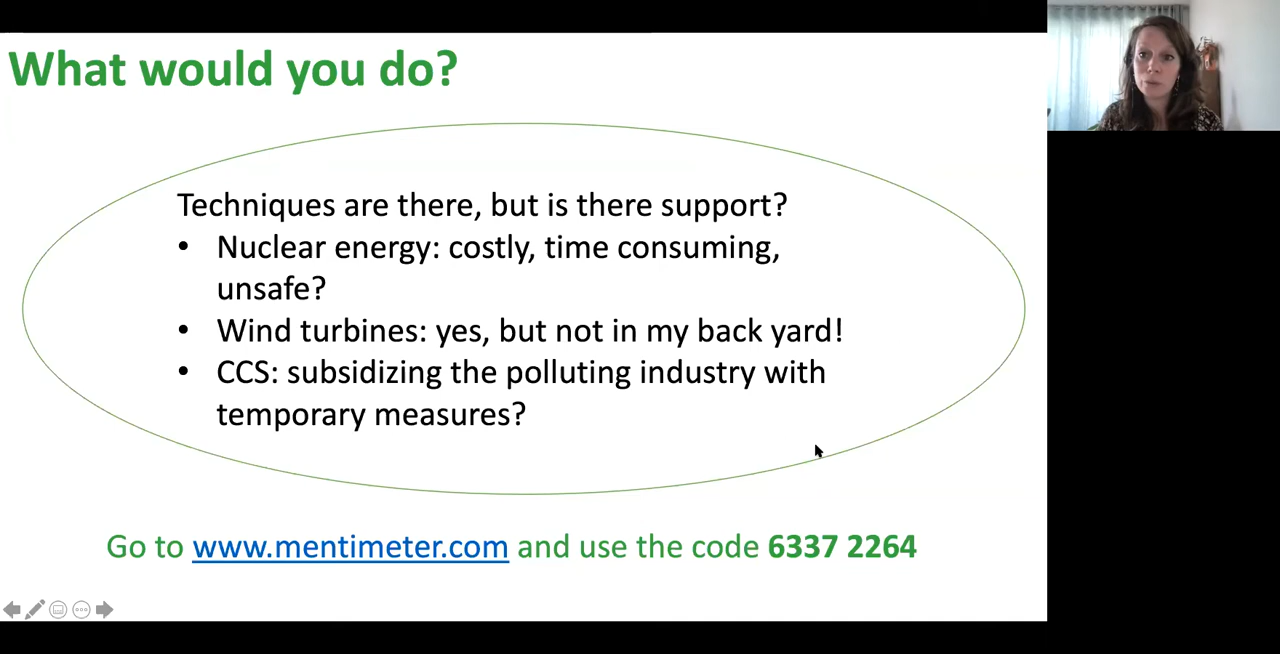 What would you do?
Techniques are there, but is there support?
• Nuclear energy: costly, time consuming,
unsafe?
• Wind turbines: yes, but not in my back yard!
• CCS: subsidizing the polluting industry with
temporary measures?
Go to www.mentimeter.com and use the code 6337 2264